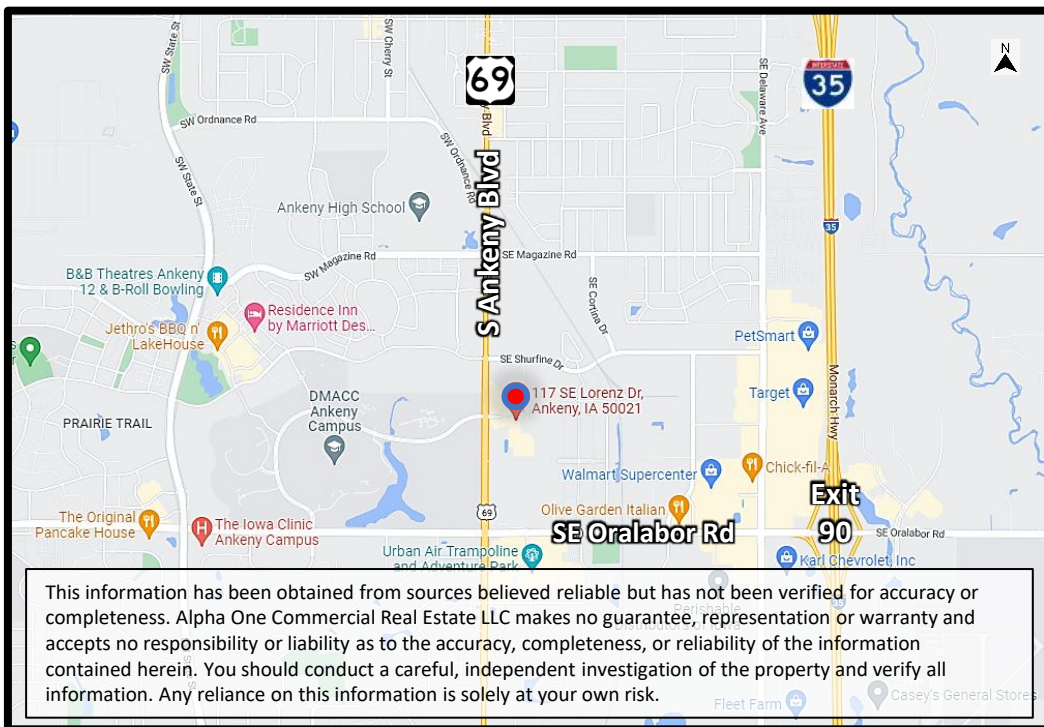 SW State St
SW Cherry St
69
N
INTERSTATE
35
SE Delaware Ave
Blvd
SW Ordnance Rd
SW Ordnance Rd
SW State St
S Ankeny Blvd
Ankeny High School
35
SE Magazine Rd
SW Magazine Rd
B&B Theatres Ankeny
12 & B-Roll Bowling
SE Cortina Dr
Residence Inn
by Marriott Des...
Jethro's BBQ n'
LakeHouse
PetSmart
SE Shurfine Dr
117 SE Lorenz Dr,
Ankeny, IA 50021
Target
Monarch Hwy
DMACC
Ankeny
Campus
PRAIRIE TRAIL
Walmart Supercenter
Chick-fil-A
Exit
90
Olive Garden Italian
69
The Original
Pancake House
H
The Iowa Clinic
Ankeny Campus
SE Oralabor Rd
SE Oralabor Rd
Urban Air Trampoline
and Adventure Park
Karl Chevrolet, Inc
Perishable
This information has been obtained from sources believed reliable but has not been verified for accuracy or
completeness. Alpha One Commercial Real Estate LLC makes no guarantee, representation or warranty and
accepts no responsibility or liability as to the accuracy, completeness, or reliability of the information
contained herein. You should conduct a careful, independent investigation of the property and verify all
information. Any reliance on this information is solely at your own risk.
Fleet Farm
Casey's General Stores